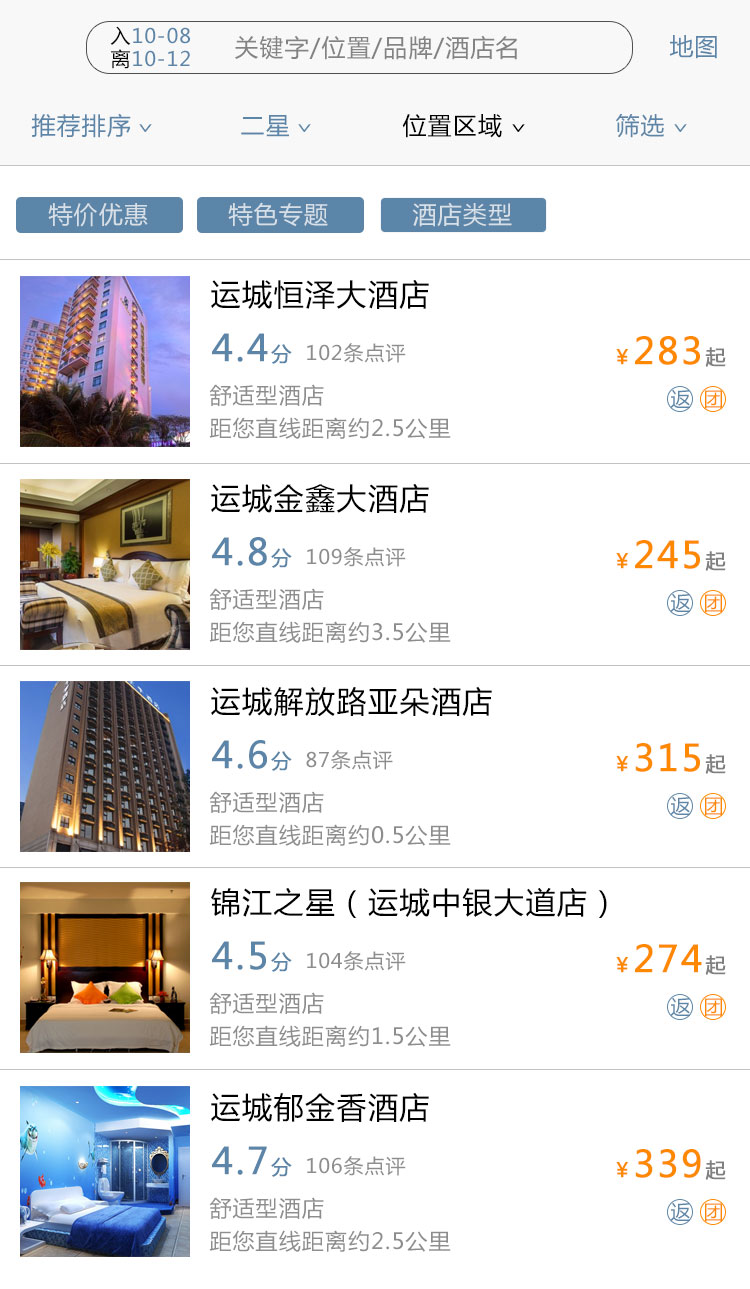 入10-08
离10-12
关键字/位置/品牌/酒店名
地图
推荐排序
二星
位置区域
筛选
特价优惠
特色专题
酒店类型
运城恒泽大酒店
4.4分 102条点评
¥283起
舒适型酒店
返 团
距您直线距离约2.5公里
运城金鑫大酒店
4.8分 109条点评
¥245起
舒适型酒店
返 团
距您直线距离约3.5公里
运城解放路亚朵酒店
4.6分 87条点评
¥315起
舒适型酒店
返 团
距您直线距离约0.5公里
锦江之星（运城中银大道店）
4.5分 104条点评
¥274起
舒适型酒店
返 团
距您直线距离约1.5公里
运城郁金香酒店
4.7分 106条点评
¥339起
舒适型酒店
返 团
距您直线距离约2.5公里